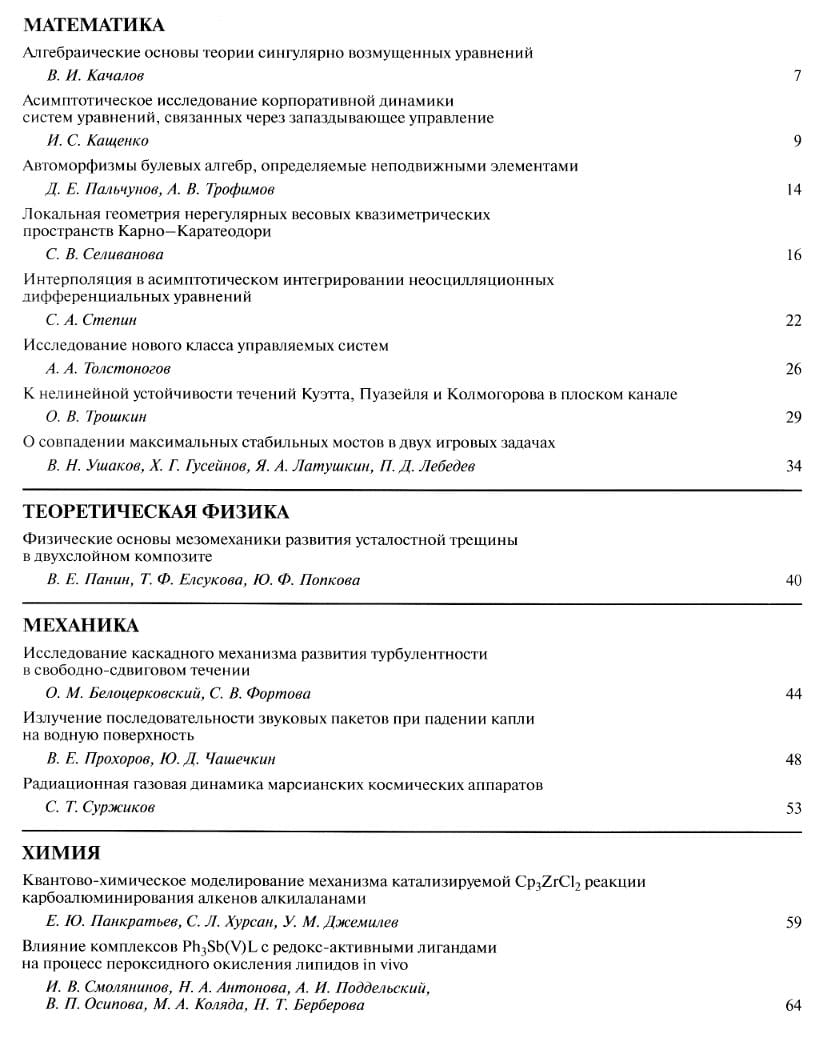 МАТЕМАТИКА
Алгебраические основы теории сингулярно возмущенных уравнений
В. И. Качалов 7
Асимптотическое исследование корпоративной динамики
систем уравнений, связанных через запаздывающее управление
И. С. Кащенко 9
Автоморфизмы булевых алгебр, определяемые неподвижными элементами
Д. Е. Пальчунов, А. В. Трофимов 14
Локальная геометрия нерегулярных весовых квазиметрических
пространств Карно–Каратеодори
С. В. Селиванова 16
Интерполяция в асимптотическом интегрировании неосцилляционных
дифференциальных уравнений
С. А. Степин 22
Исследование нового класса управляемых систем
А. А. Толстоногов 26
К нелинейной устойчивости течений Куэтта, Пуазейля и Колмогорова в плоском канале
О. В. Трошкин 29
О совпадении максимальных стабильных мостов в двух игровых задачах
В. Н. Ушаков, Х. Г. Гусейнов, Я. А. Латушкин, П. Д. Лебедев 34
ТЕОРЕТИЧЕСКАЯ ФИЗИКА
Физические основы мезомеханики развития усталостной трещины
в двухслойном композите
В. Е. Панин, Т. Ф. Елсукова, Ю. Ф. Попкова 40
МЕХАНИКА
Исследование каскадного механизма развития турбулентности
в свободно-сдвиговом течении
О. М. Белоцерковский, С. В. Фортова 44
Излучение последовательности звуковых пакетов при падении капли
на водную поверхность
В. Е. Прохоров, Ю. Д. Чашечкин 48
Радиационная газовая динамика марсианских космических аппаратов
С. Т. Суржиков 53
ХИМИЯ
Квантово-химическое моделирование механизма катализируемой Cp₃ZrCl₂ реакции
карбоалюминирования алкенов алкилаланами
Е. Ю. Панкратьев, С. Л. Хурсан, У. М. Джемилев 59
Влияние комплексов Ph₃Sb(V)L с редокс-активными лигандами
на процесс пероксидного окисления липидов in vivo
И. В. Смолянинов, Н. А. Антонова, А. И. Поддельский,
В. П. Осипова, М. А. Коляда, Н. Т. Берберова 64